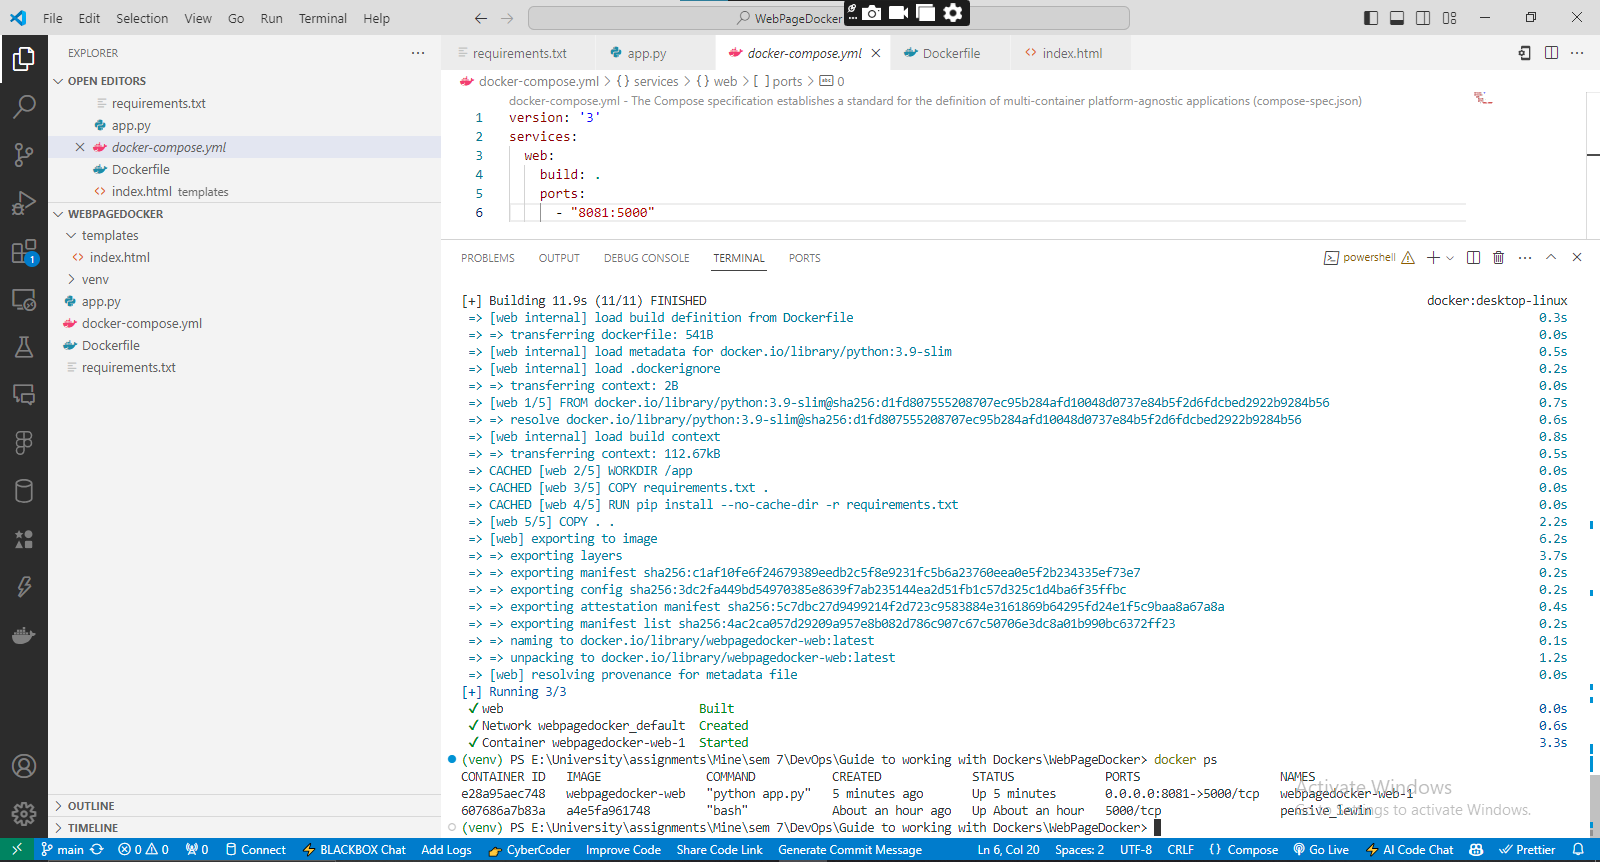 File Edit Selection View Go Run Terminal Help
WebPageDocker
EXPLORER
OPEN EDITORS
requirements.txt
app.py
docker-compose.yml
Dockerfile
index.html templates
WEBPAGEDOCKER
templates
index.html
venv
app.py
docker-compose.yml
Dockerfile
requirements.txt
OUTLINE
TIMELINE
1
requirements.txt app.py docker-compose.yml Dockerfile index.html
docker-compose.yml > {} services > {} web > [ ] ports > abc 0
docker-compose.yml - The Compose specification establishes a standard for the definition of multi-container platform-agnostic applications (compose-spec.json)
1 version: '3'
2 services:
3 web:
4 build: .
5 ports:
6 - "8081:5000"
PROBLEMS OUTPUT DEBUG CONSOLE TERMINAL PORTS
powershell
[+] Building 11.9s (11/11) FINISHED docker:desktop-linux
=> [web internal] load build definition from Dockerfile 0.3s
=> => transferring dockerfile: 541B 0.0s
=> [web internal] load metadata for docker.io/library/python:3.9-slim 0.5s
=> [web internal] load .dockerignore 0.2s
=> => transferring context: 2B 0.0s
=> [web 1/5] FROM docker.io/library/python:3.9-slim@sha256:d1fd807555208707ec95b284afd10048d0737e84b5f2d6fdcbed2922b9284b56 0.7s
=> => resolve docker.io/library/python:3.9-slim@sha256:d1fd807555208707ec95b284afd10048d0737e84b5f2d6fdcbed2922b9284b56 0.6s
=> [web internal] load build context 0.8s
=> => transferring context: 112.67kB 0.5s
=> CACHED [web 2/5] WORKDIR /app 0.0s
=> CACHED [web 3/5] COPY requirements.txt . 0.0s
=> CACHED [web 4/5] RUN pip install --no-cache-dir -r requirements.txt 0.0s
=> [web 5/5] COPY . . 2.2s
=> [web] exporting to image 6.2s
=> => exporting layers 3.7s
=> => exporting manifest sha256:c1af10fe6f24679389eedb2c5f8e9231fc5b6a23760eea0e5f2b234335ef73e7 0.2s
=> => exporting config sha256:3dc2fa449bd54970385e8639f7ab235144ea2d51fb1c57d325c1d4ba6f35ffbc 0.2s
=> => exporting attestation manifest sha256:5c7dbc27d9499214f2d723c9583884e3161869b64295fd24e1f5c9baa8a67a8a 0.4s
=> => exporting manifest list sha256:4ac2ca057d29209a957e8b082d786c907c67c50706e3dc8a01b990bc6372ff23 0.2s
=> => naming to docker.io/library/webpagedocker-web:latest 0.1s
=> => unpacking to docker.io/library/webpagedocker-web:latest 1.2s
=> [web] resolving provenance for metadata file 0.0s
[+] Running 3/3
✓ web Built 0.0s
✓ Network webpagedocker_default Created 0.6s
✓ Container webpagedocker-web-1 Started 3.3s
(venv) PS E:\University\assignments\Mine\sem 7\DevOps\Guide to working with Dockers\WebPageDocker> docker ps
CONTAINER ID IMAGE COMMAND CREATED STATUS PORTS NAMES
e28a95aec748 webpagedocker-web "python app.py" 5 minutes ago Up 5 minutes 0.0.0.0:8081->5000/tcp webpagedocker-web-1
607686a7b83a a4e5fa961748 "bash" About an hour ago Up About an hour 5000/tcp pensive_lewin
(venv) PS E:\University\assignments\Mine\sem 7\DevOps\Guide to working with Dockers\WebPageDocker>
Activate Windows
Go to Settings to activate Windows.
main 0 0 0 Connect BLACKBOX Chat Add Logs CyberCoder Improve Code Share Code Link Generate Commit Message Ln 6, Col 20 Spaces: 2 UTF-8 CRLF {} Compose Go Live AI Code Chat Prettier